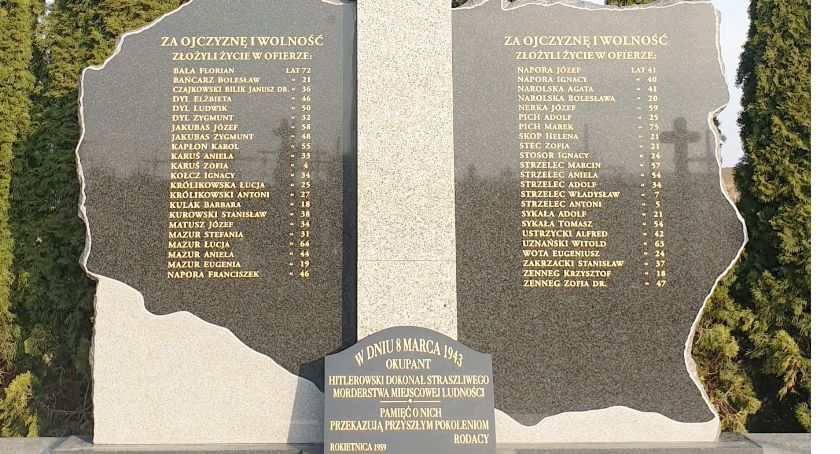 ZA OJCZYZNĘ I WOLNOŚĆ
ZŁOŻYLI ŻYCIE W OFIERZE:
BAŁA FLORIAN LAT 72
BAŃCARZ BOLESŁAW " 21
CZAJKOWSKI BILIK JANUSZ DR. " 36
DYL ELŻBIETA " 46
DYL LUDWIK " 50
DYL ZYGMUNT " 32
JAKUBAS JÓZEF " 58
JAKUBAS ZYGMUNT " 48
KAPŁON KAROL " 55
KARUŚ ANIELA " 33
KARUŚ ZOFIA " 4
KOŁCZ IGNACY " 34
KRÓLIKOWSKA ŁUCJA " 25
KRÓLIKOWSKI ANTONI " 27
KULAK BARBARA " 18
KUROWSKI STANISŁAW " 38
MATUSZ JÓZEF " 34
MAZUR STEFANIA " 31
MAZUR ŁUCJA " 64
MAZUR ANIELA " 44
MAZUR EUGENIA " 19
NAPORA FRANCISZEK " 46
ZA OJCZYZNĘ I WOLNOŚĆ
ZŁOŻYLI ŻYCIE W OFIERZE:
NAPORA JÓZEF LAT 41
NAPORA IGNACY " 40
NAROLSKA AGATA " 41
NAROLSKA BOLESŁAWA " 20
NERKA JÓZEF " 59
PICH ADOLF " 25
PICH MAREK " 75
SKOP HELENA " 21
STEC ZOFIA " 21
STOSOR IGNACY " 24
STRZELEC MARCIN " 57
STRZELEC ANIELA " 54
STRZELEC ADOLF " 34
STRZELEC WŁADYSŁAW " 7
STRZELEC ANTONI " 5
SYKAŁA ADOLF " 21
SYKAŁA TOMASZ " 54
USTRZYCKI ALFRED " 42
UZNAŃSKI WITOLD " 63
WOTA EUGENIUSZ " 24
ZAKRZACKI STANISŁAW " 37
ZENNEG KRZYSZTOF " 18
ZENNEG ZOFIA DR. " 47
W DNIU 8 MARCA 1943
OKUPANT
HITLEROWSKI DOKONAŁ STRASZLIWEGO
MORDERSTWA MIEJSCOWEJ LUDNOŚCI
PAMIĘĆ O NICH
PRZEKAZUJĄ PRZYSZŁYM POKOLENIOM
RODACY
ROKIETNICA 1959